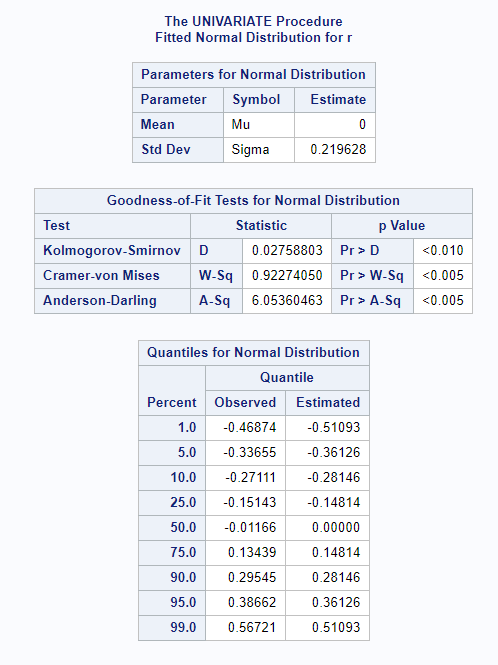 The UNIVARIATE Procedure
Fitted Normal Distribution for r
Parameters for Normal Distribution
Parameter Symbol Estimate
Mean Mu 0
Std Dev Sigma 0.219628
Goodness-of-Fit Tests for Normal Distribution
Test Statistic p Value
Kolmogorov-Smirnov D 0.02758803 Pr > D <0.010
Cramer-von Mises W-Sq 0.92274050 Pr > W-Sq <0.005
Anderson-Darling A-Sq 6.05360463 Pr > A-Sq <0.005
Quantiles for Normal Distribution
Quantile
Percent Observed Estimated
1.0 -0.46874 -0.51093
5.0 -0.33655 -0.36126
10.0 -0.27111 -0.28146
25.0 -0.15143 -0.14814
50.0 -0.01166 0.00000
75.0 0.13439 0.14814
90.0 0.29545 0.28146
95.0 0.38662 0.36126
99.0 0.56721 0.51093